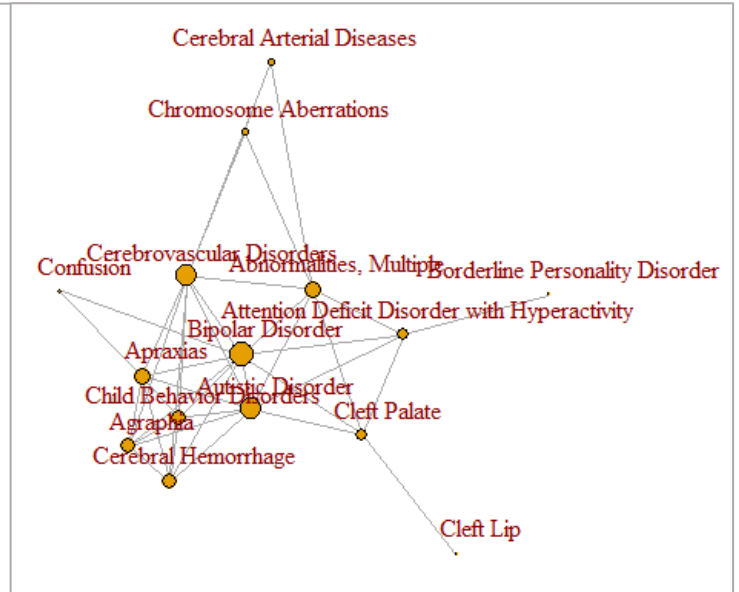 Cerebral Arterial Diseases
Chromosome Aberrations
Cerebrovascular Disorders
Abnormalities, Multiple
Confusion
Borderline Personality Disorder
Attention Deficit Disorder with Hyperactivity
Bipolar Disorder
Apraxias
Autistic Disorder
Child Behavior Disorders
Cleft Palate
Agraphia
Cerebral Hemorrhage
Cleft Lip